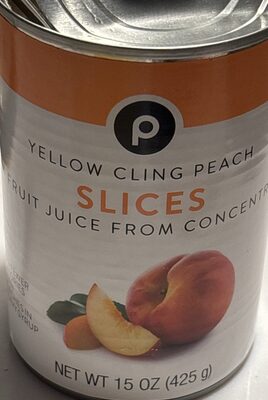 P
YELLOW CLING PEACH
SLICES
FRUIT JUICE FROM CONCENTR
NET WT 15 OZ (425 g)